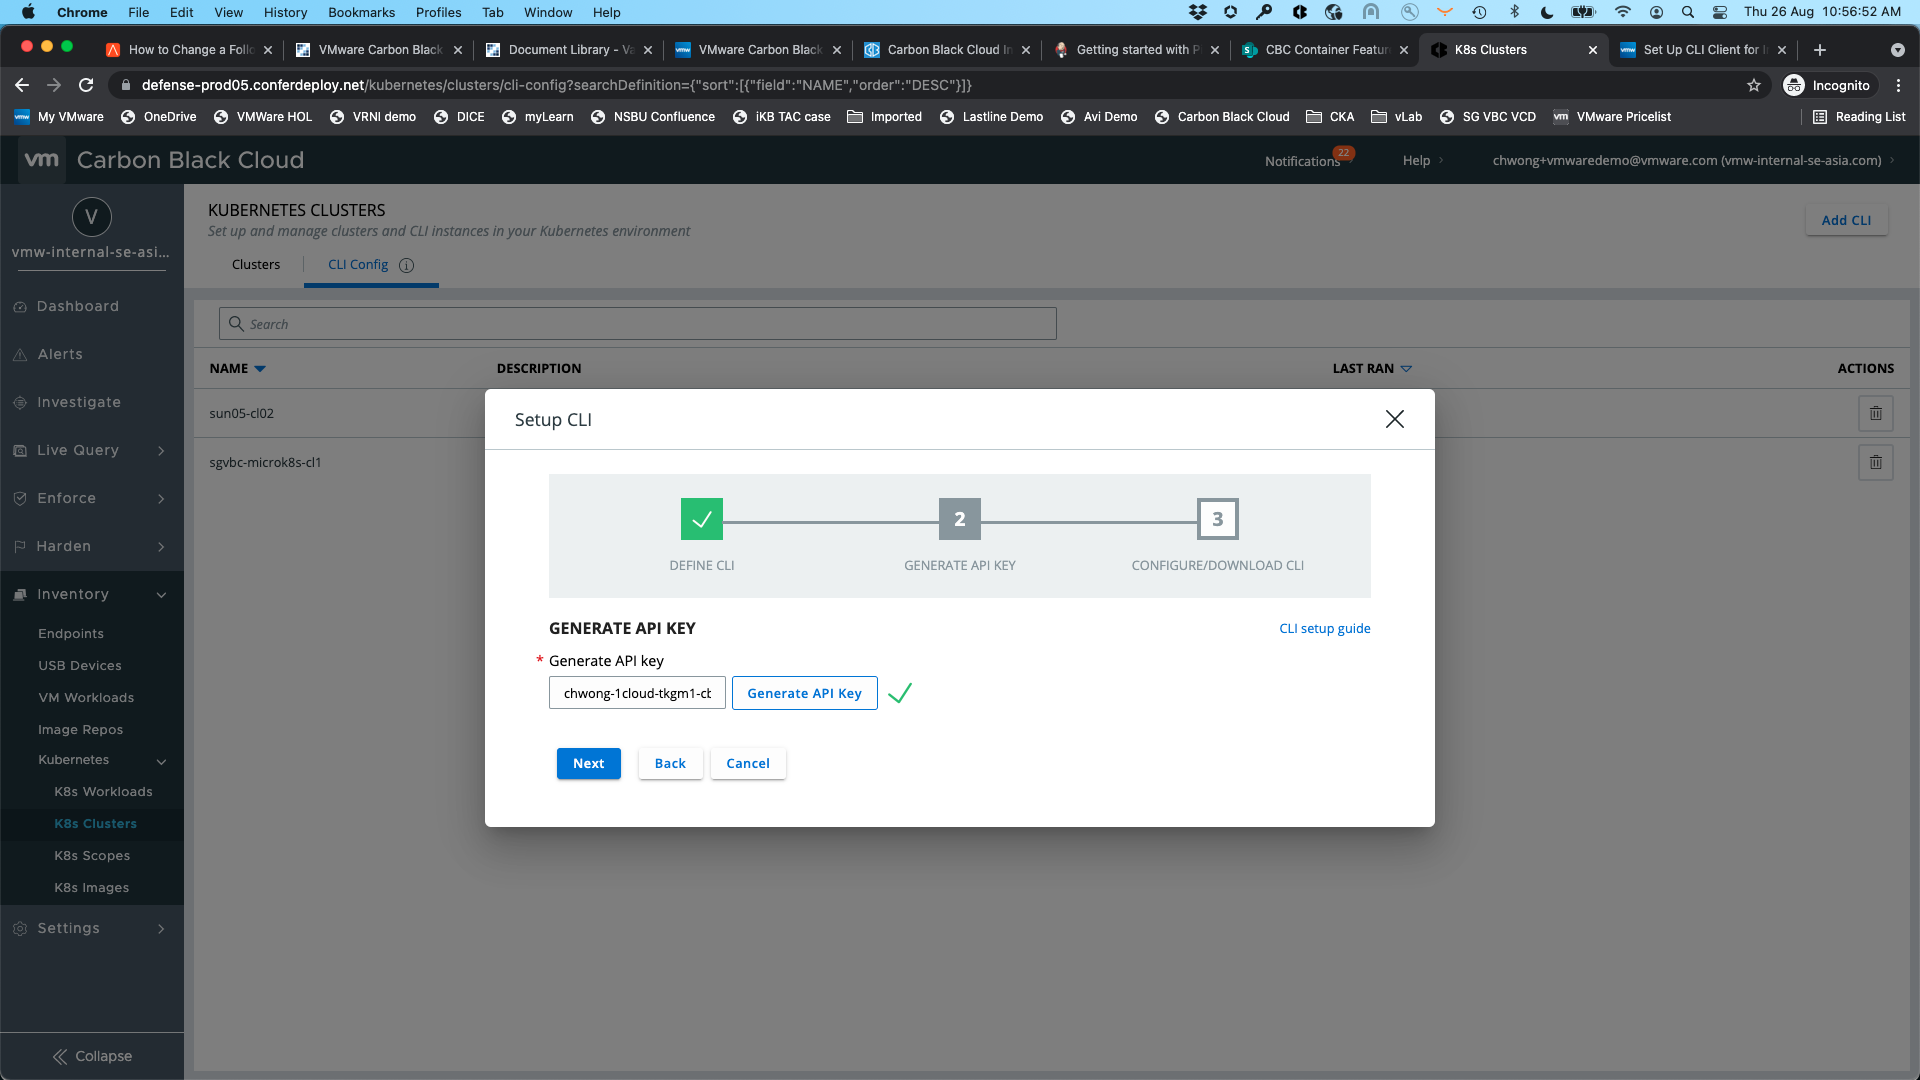 Chrome File Edit View History Bookmarks Profiles Tab Window Help Thu 26 Aug 10:56:52 AM
How to Change a Follo VMware Carbon Black Document Library - Va VMware Carbon Black Carbon Black Cloud In Getting started with P CBC Container Featur K8s Clusters Set Up CLI Client for I
defense-prod05.conferdeploy.net/kubernetes/clusters/cli-config?searchDefinition={"sort":[{"field":"NAME","order":"DESC"}]} Incognito
My VMware OneDrive VMWare HOL VRNI demo DICE myLearn NSBU Confluence iKB TAC case Imported Lastline Demo Avi Demo Carbon Black Cloud CKA vLab SG VBC VCD VMware Pricelist Reading List
vm Carbon Black Cloud Notifications 22 Help chwong+vmwaredemo@vmware.com (vmw-internal-se-asia.com)
V
vmw-internal-se-asi...
Dashboard
Alerts
Investigate
Live Query
Enforce
Harden
Inventory
Endpoints
USB Devices
VM Workloads
Image Repos
Kubernetes
K8s Workloads
K8s Clusters
K8s Scopes
K8s Images
Settings
Collapse
KUBERNETES CLUSTERS
Set up and manage clusters and CLI instances in your Kubernetes environment
Add CLI
Clusters CLI Config
Search
NAME DESCRIPTION LAST RAN ACTIONS
sun05-cl02
sgvbc-microk8s-cl1
Setup CLI
2 3
DEFINE CLI GENERATE API KEY CONFIGURE/DOWNLOAD CLI
GENERATE API KEY CLI setup guide
* Generate API key
chwong-1cloud-tkgm1-cb Generate API Key
Next Back Cancel